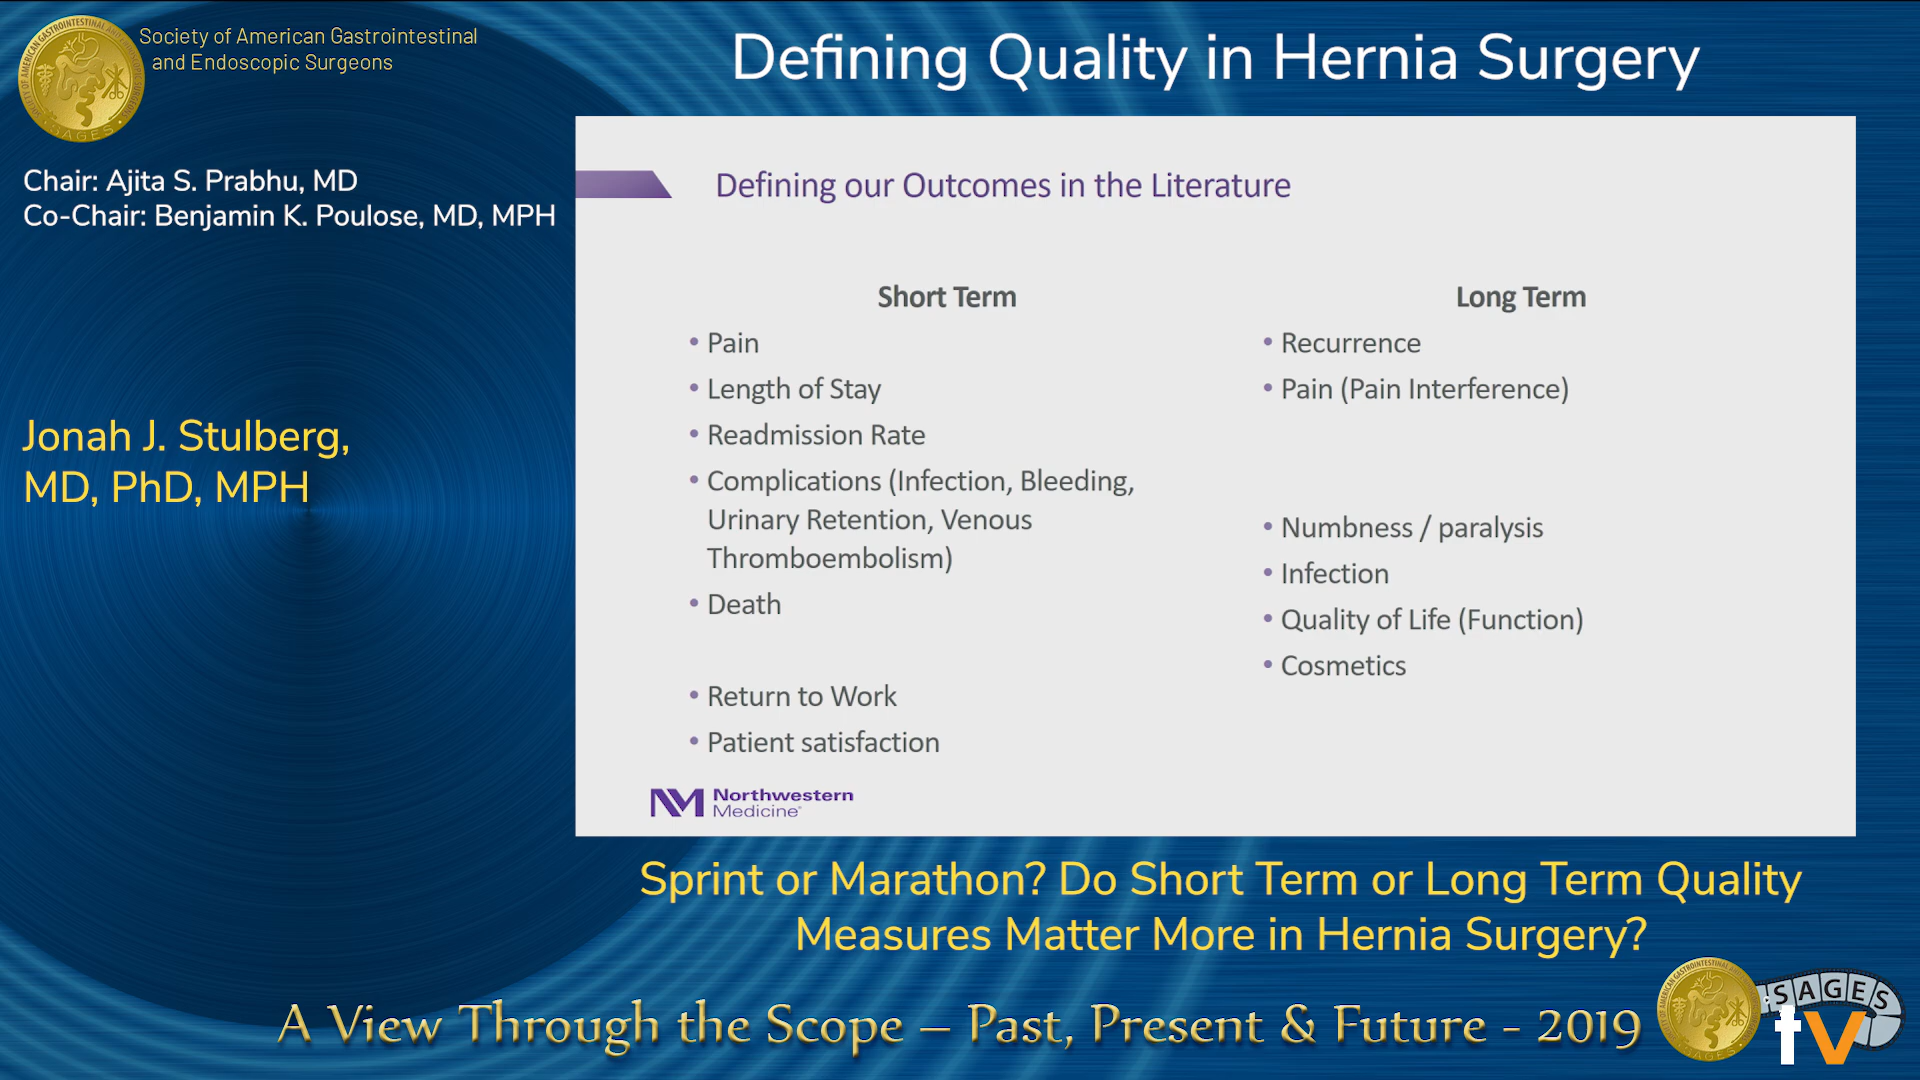 Society of American Gastrointestinal
and Endoscopic Surgeons
Defining Quality in Hernia Surgery
Chair: Ajita S. Prabhu, MD
Co-Chair: Benjamin K. Poulose, MD, MPH
Jonah J. Stulberg,
MD, PhD, MPH
Defining our Outcomes in the Literature
Short Term
• Pain
• Length of Stay
• Readmission Rate
• Complications (Infection, Bleeding,
Urinary Retention, Venous
Thromboembolism)
• Death
• Return to Work
• Patient satisfaction
Long Term
• Recurrence
• Pain (Pain Interference)
• Numbness / paralysis
• Infection
• Quality of Life (Function)
• Cosmetics
NM Northwestern
Medicine
Sprint or Marathon? Do Short Term or Long Term Quality
Measures Matter More in Hernia Surgery?
A View Through the Scope – Past, Present & Future - 2019
SAGES
tv